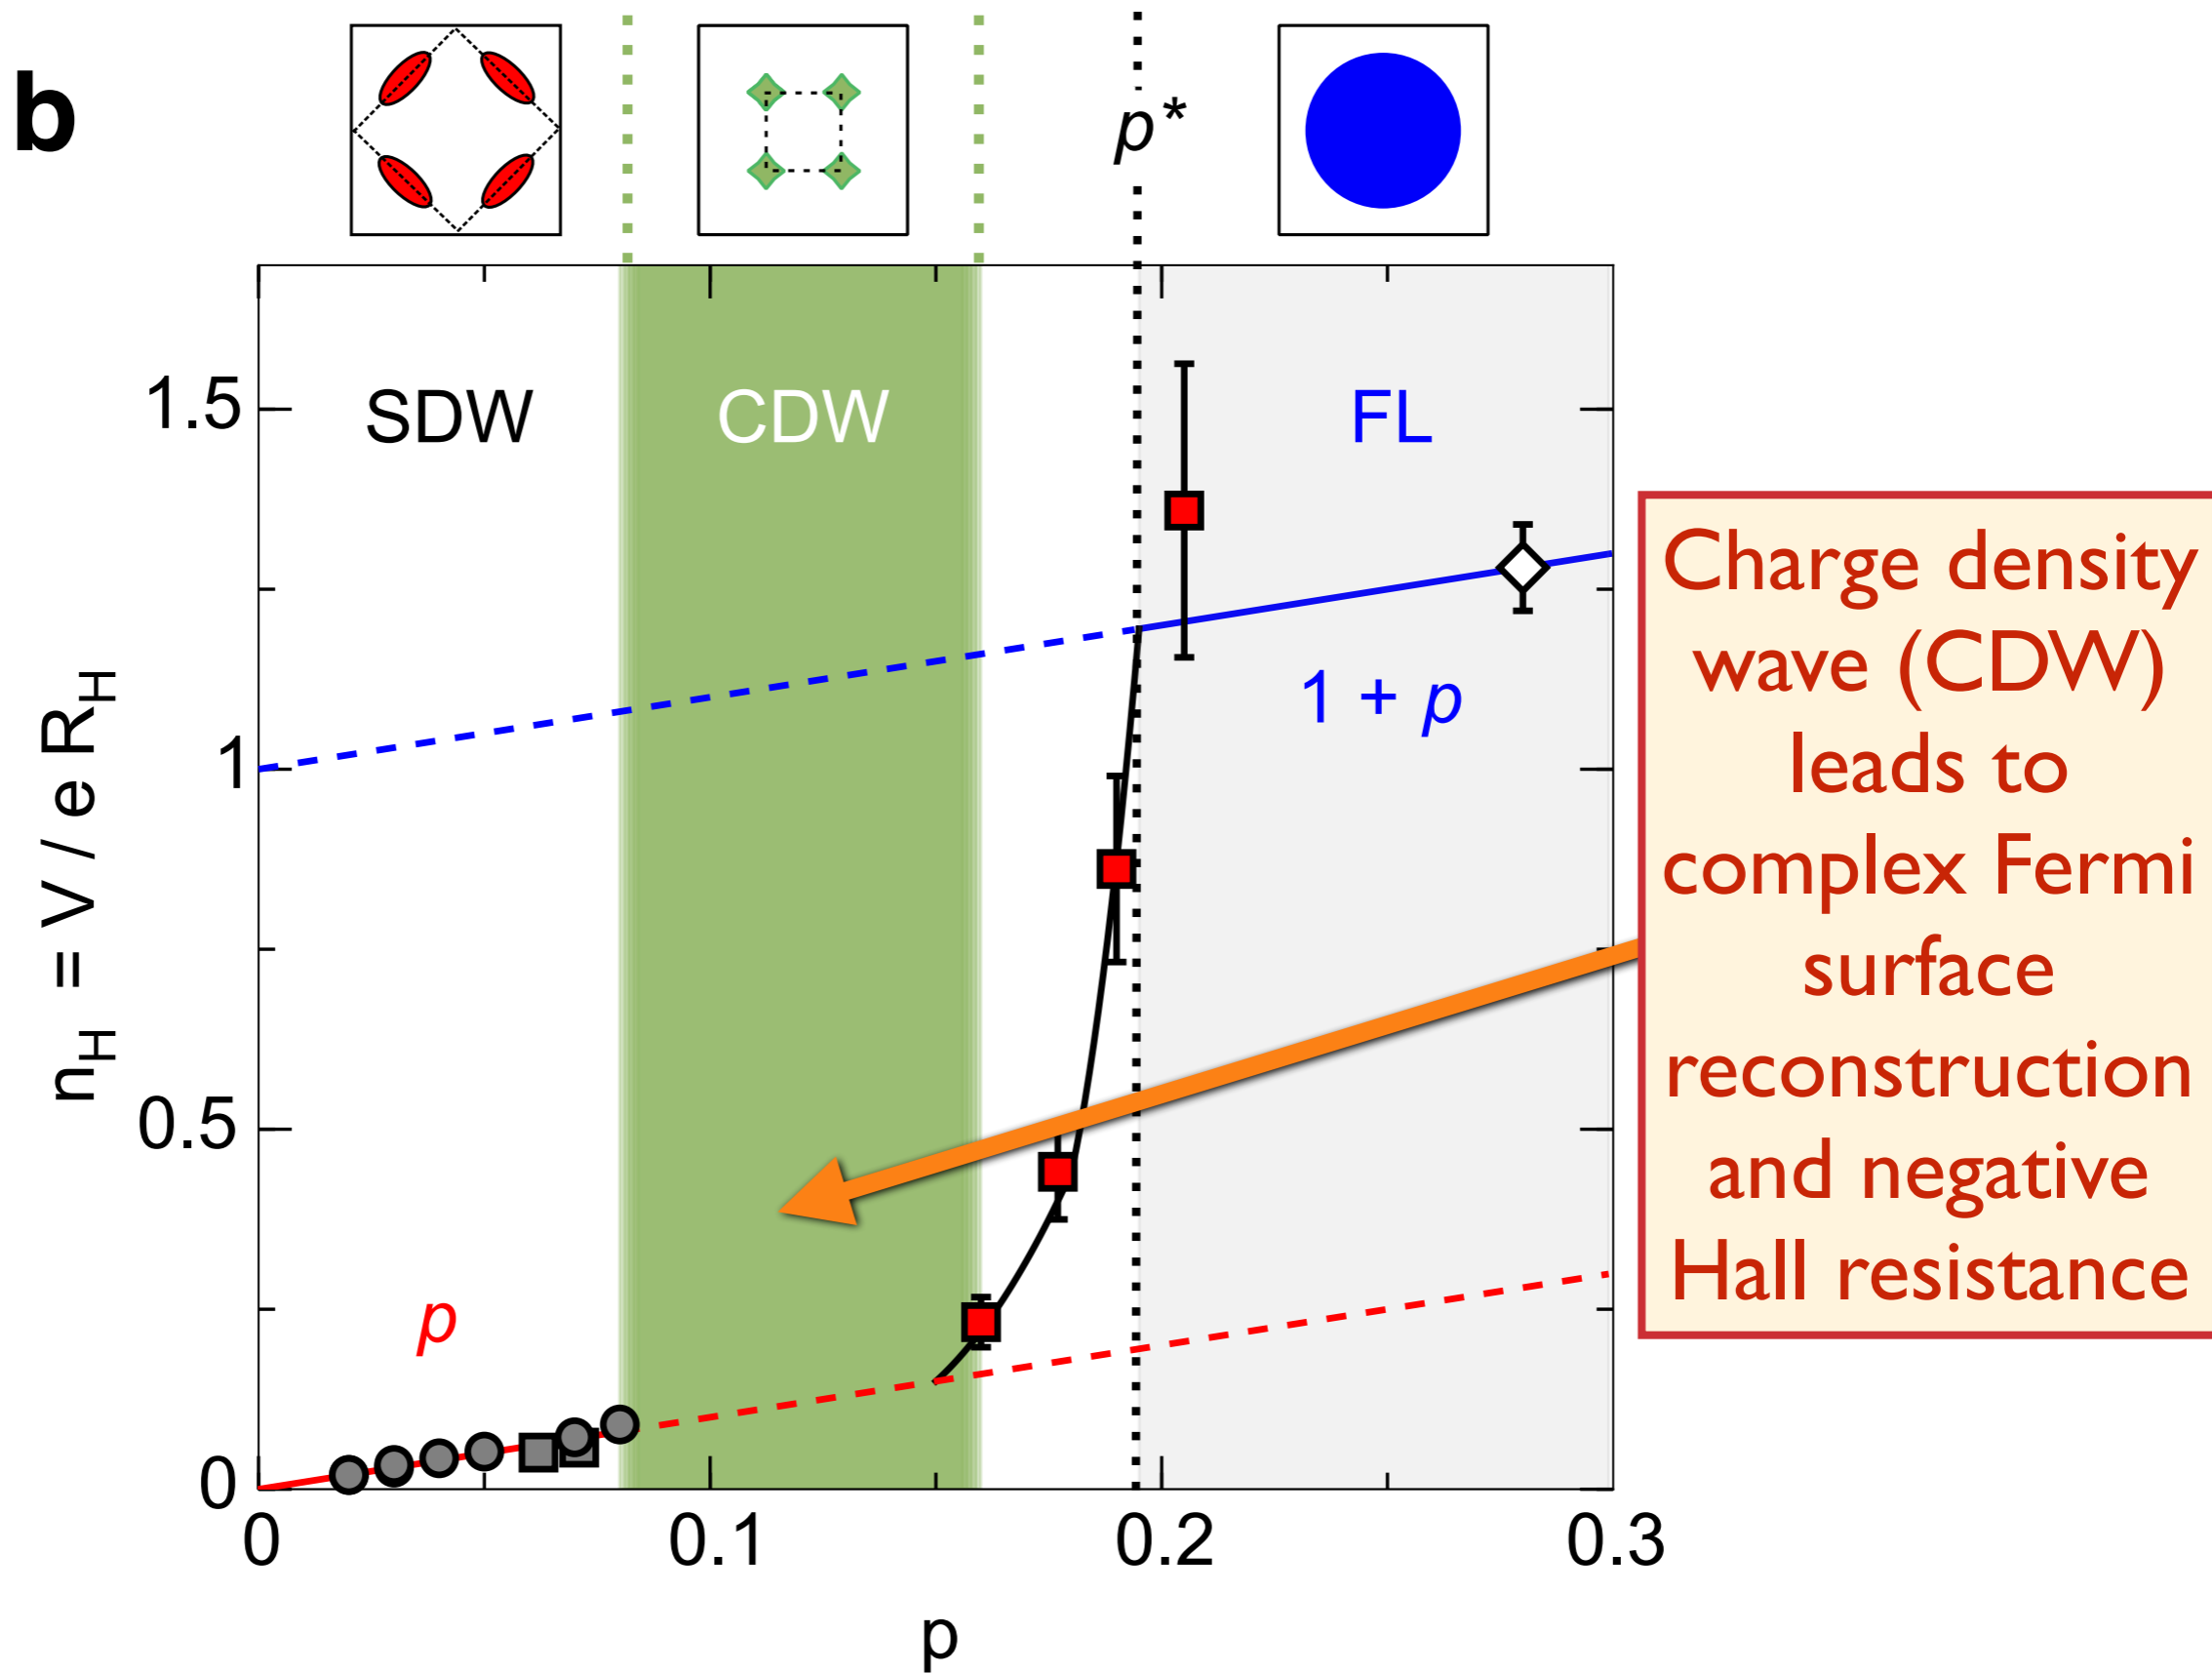 b
p*
SDW
CDW
FL
1.5
1
0.5
0
n_H = V / e R_H
1 + p
p
0
0.1
0.2
0.3
p
Charge density
wave (CDW)
leads to
complex Fermi
surface
reconstruction
and negative
Hall resistance